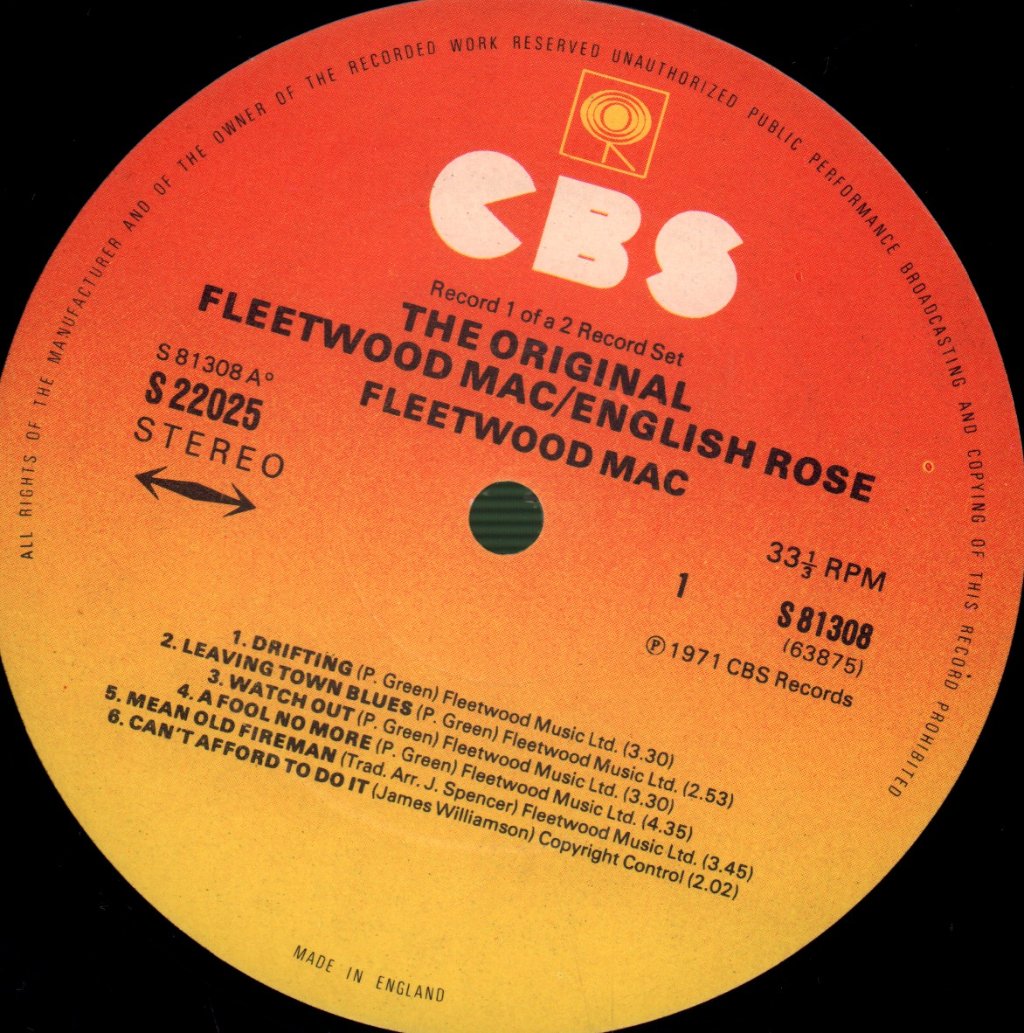 ALL RIGHTS OF THE MANUFACTURER AND OF THE OWNER OF THE RECORDED WORK RESERVED UNAUTHORIZED PUBLIC PERFORMANCE BROADCASTING AND COPYING OF THIS RECORD PROHIBITED
CBS
Record 1 of a 2 Record Set
THE ORIGINAL
FLEETWOOD MAC/ENGLISH ROSE
FLEETWOOD MAC
S 81308 A°
S 22025
STEREO
33⅓ RPM
1
S 81308
(63875)
℗ 1971 CBS Records
1. DRIFTING (P. Green) Fleetwood Music Ltd. (3.30)
2. LEAVING TOWN BLUES (P. Green) Fleetwood Music Ltd. (2.53)
3. WATCH OUT (P. Green) Fleetwood Music Ltd. (3.30)
4. A FOOL NO MORE (P. Green) Fleetwood Music Ltd. (4.35)
5. MEAN OLD FIREMAN (Trad. Arr. J. Spencer) Fleetwood Music Ltd. (3.45)
6. CAN'T AFFORD TO DO IT (James Williamson) Copyright Control (2.02)
MADE IN ENGLAND